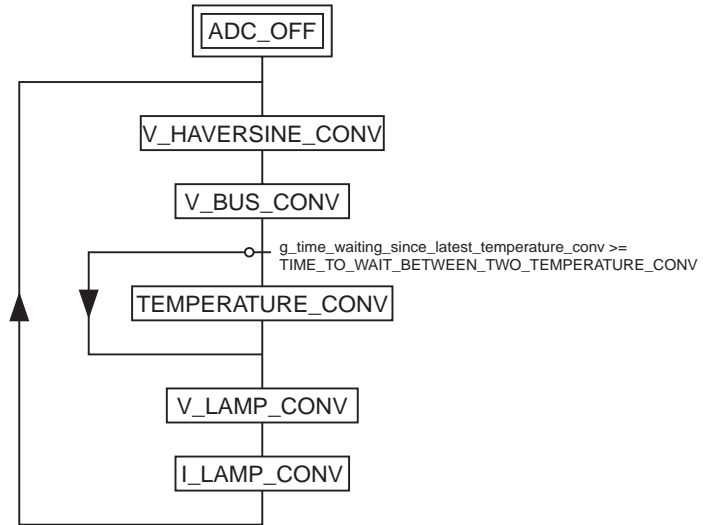 ADC_OFF
V_HAVERSINE_CONV
V_BUS_CONV
g_time_waiting_since_latest_temperature_conv >=
TIME_TO_WAIT_BETWEEN_TWO_TEMPERATURE_CONV
TEMPERATURE_CONV
V_LAMP_CONV
I_LAMP_CONV